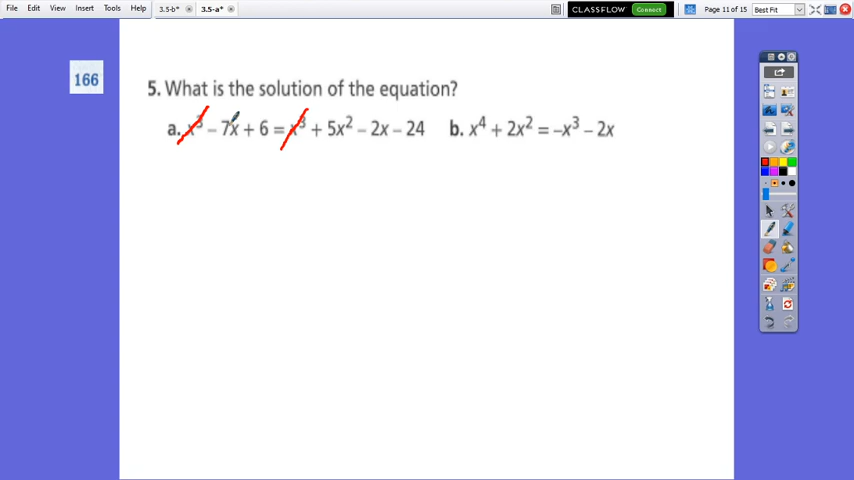 File Edit View Insert Tools Help 3.5-b* 3.5-a* CLASSFLOW Connect Page 11 of 15 Best Fit
166
5. What is the solution of the equation?
a. x³ – 7x + 6 = x³ + 5x² – 2x – 24 b. x⁴ + 2x² = –x³ – 2x